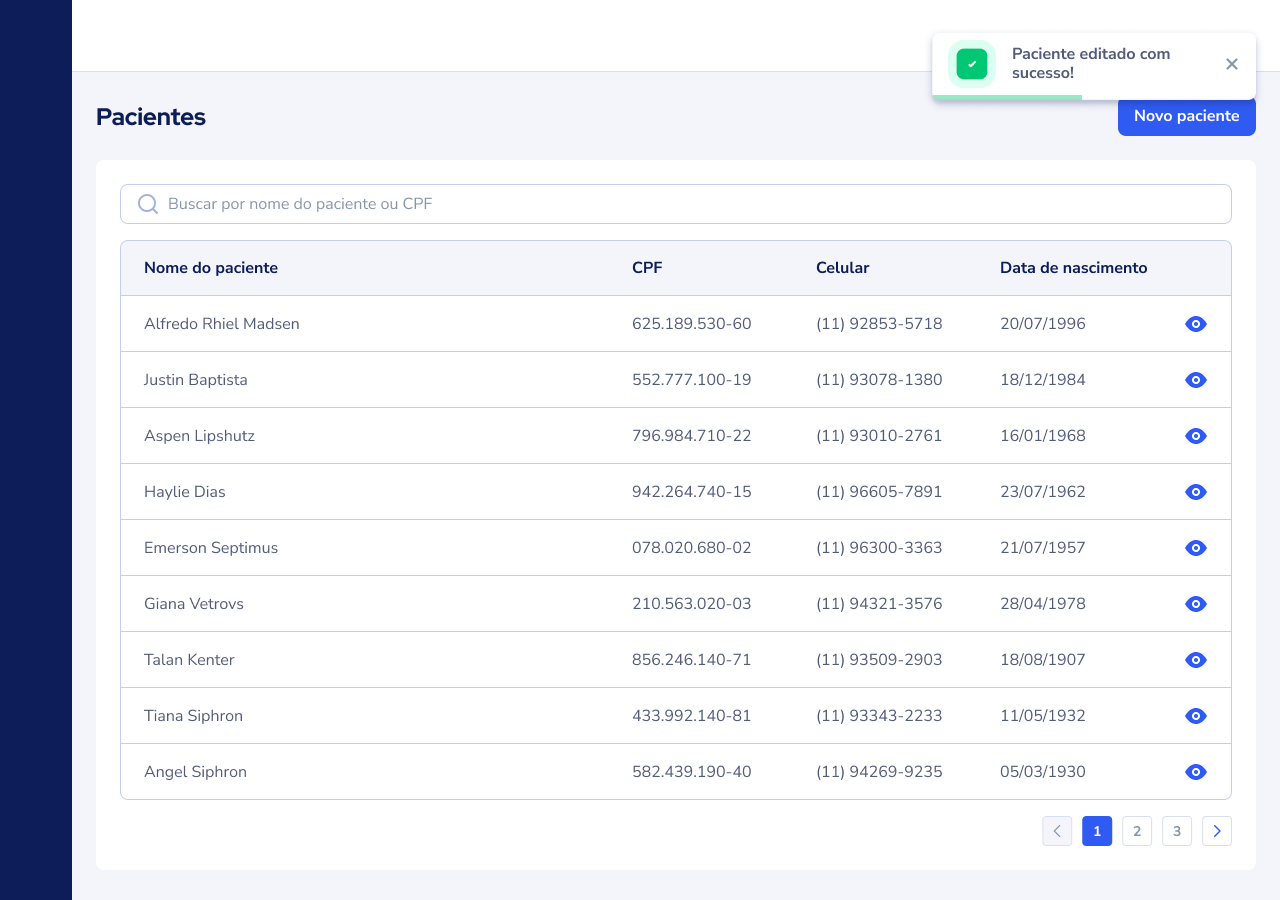 Paciente editado com
sucesso!
Pacientes
Novo paciente
Buscar por nome do paciente ou CPF
Nome do paciente CPF Celular Data de nascimento
Alfredo Rhiel Madsen 625.189.530-60 (11) 92853-5718 20/07/1996
Justin Baptista 552.777.100-19 (11) 93078-1380 18/12/1984
Aspen Lipshutz 796.984.710-22 (11) 93010-2761 16/01/1968
Haylie Dias 942.264.740-15 (11) 96605-7891 23/07/1962
Emerson Septimus 078.020.680-02 (11) 96300-3363 21/07/1957
Giana Vetrovs 210.563.020-03 (11) 94321-3576 28/04/1978
Talan Kenter 856.246.140-71 (11) 93509-2903 18/08/1907
Tiana Siphron 433.992.140-81 (11) 93343-2233 11/05/1932
Angel Siphron 582.439.190-40 (11) 94269-9235 05/03/1930
1 2 3